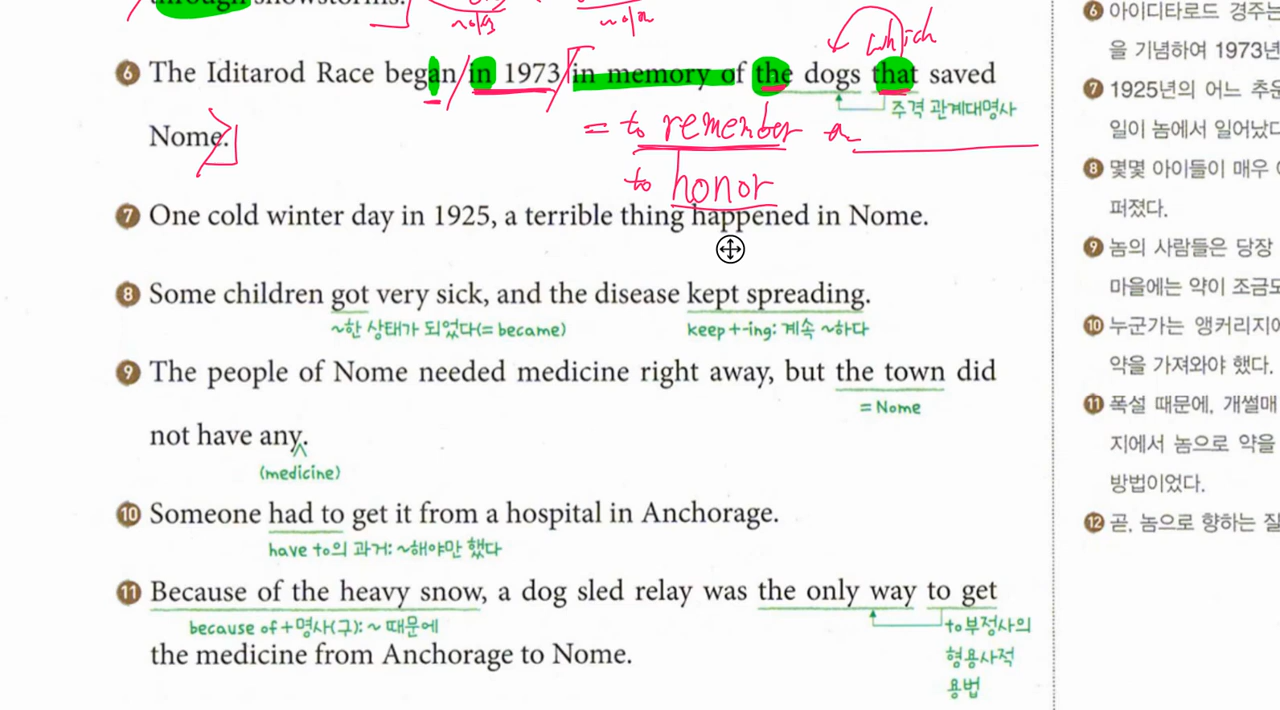 through snowstorms.
which
❻ The Iditarod Race began in 1973 in memory of the dogs that saved
주격 관계대명사
Nome.
= to remember
to honor
❼ One cold winter day in 1925, a terrible thing happened in Nome.
❽ Some children got very sick, and the disease kept spreading.
~한 상태가 되었다(= became)
keep+-ing: 계속 ~하다
❾ The people of Nome needed medicine right away, but the town did
= Nome
not have any.
(medicine)
❿ Someone had to get it from a hospital in Anchorage.
have to의 과거: ~해야만 했다
⓫ Because of the heavy snow, a dog sled relay was the only way to get
because of+명사(구): ~ 때문에
to부정사의
the medicine from Anchorage to Nome.
형용사적
용법
❻ 아이디타로드 경주는
을 기념하여 1973년
❼ 1925년의 어느 추운
일이 놈에서 일어났다
❽ 몇몇 아이들이 매우
퍼졌다.
❾ 놈의 사람들은 당장
마을에는 약이 조금도
❿ 누군가는 앵커리지에
약을 가져와야 했다.
⓫ 폭설 때문에, 개썰매
지에서 놈으로 약을
방법이었다.
⓬ 곧, 놈으로 향하는